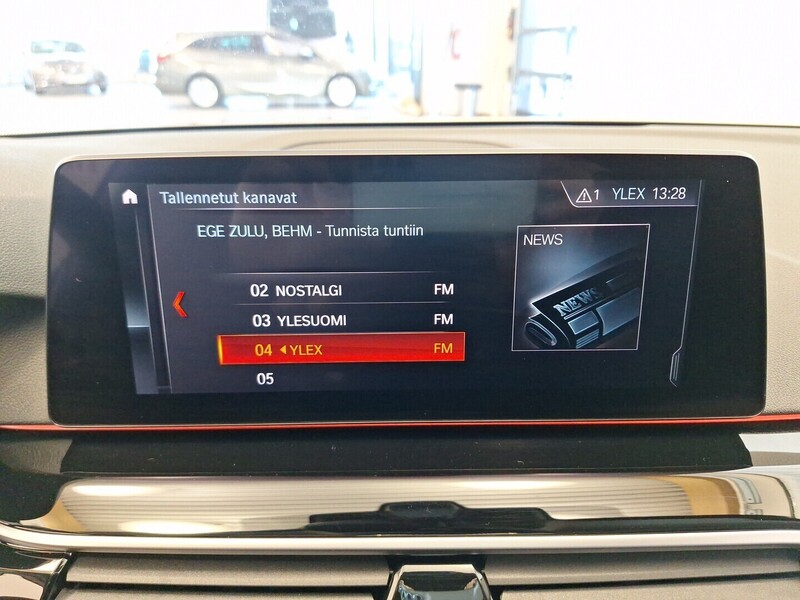 Tallennetut kanavat
1 YLEX 13:28
EGE ZULU, BEHM - Tunnista tuntiin
NEWS
NEWS
02 NOSTALGI FM
03 YLESUOMI FM
04 YLEX FM
05